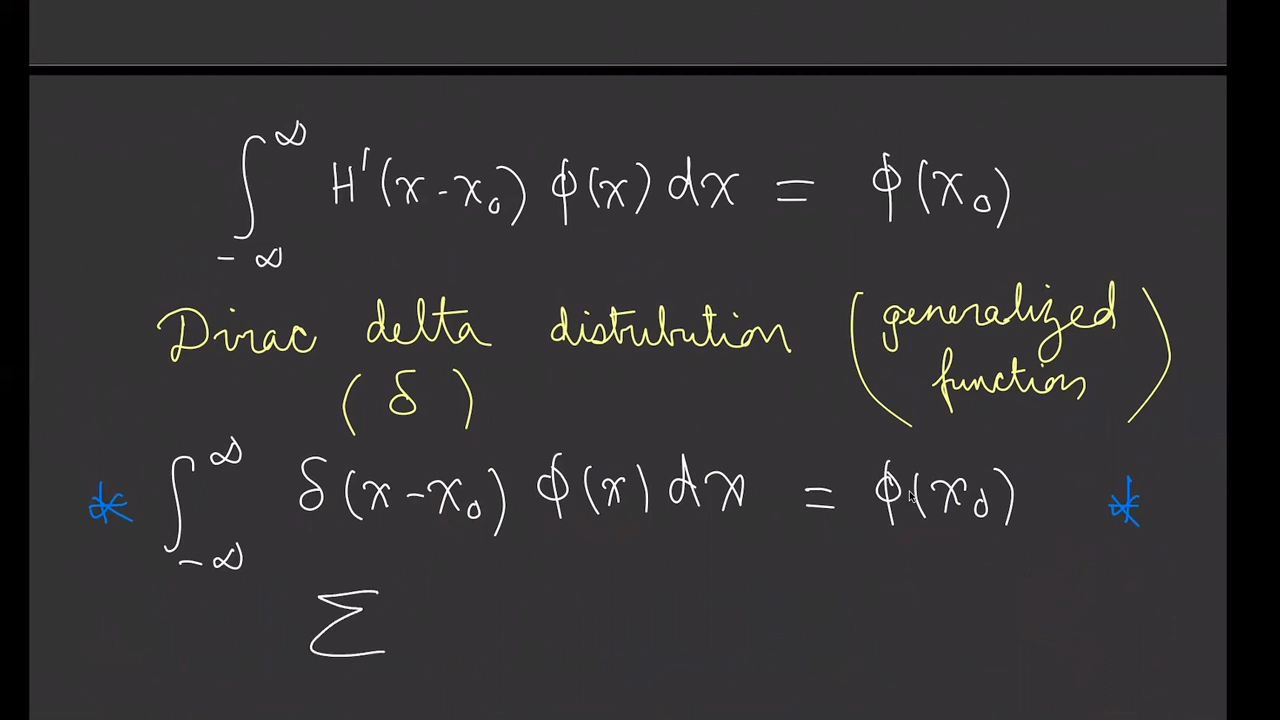 ∫_{-∞}^{∞} H'(x-x₀) ϕ(x) dx = ϕ(x₀)
Dirac delta distribution (generalized function)
(δ)
* ∫_{-∞}^{∞} δ(x-x₀) ϕ(x) dx = ϕ(x₀) *
Σ